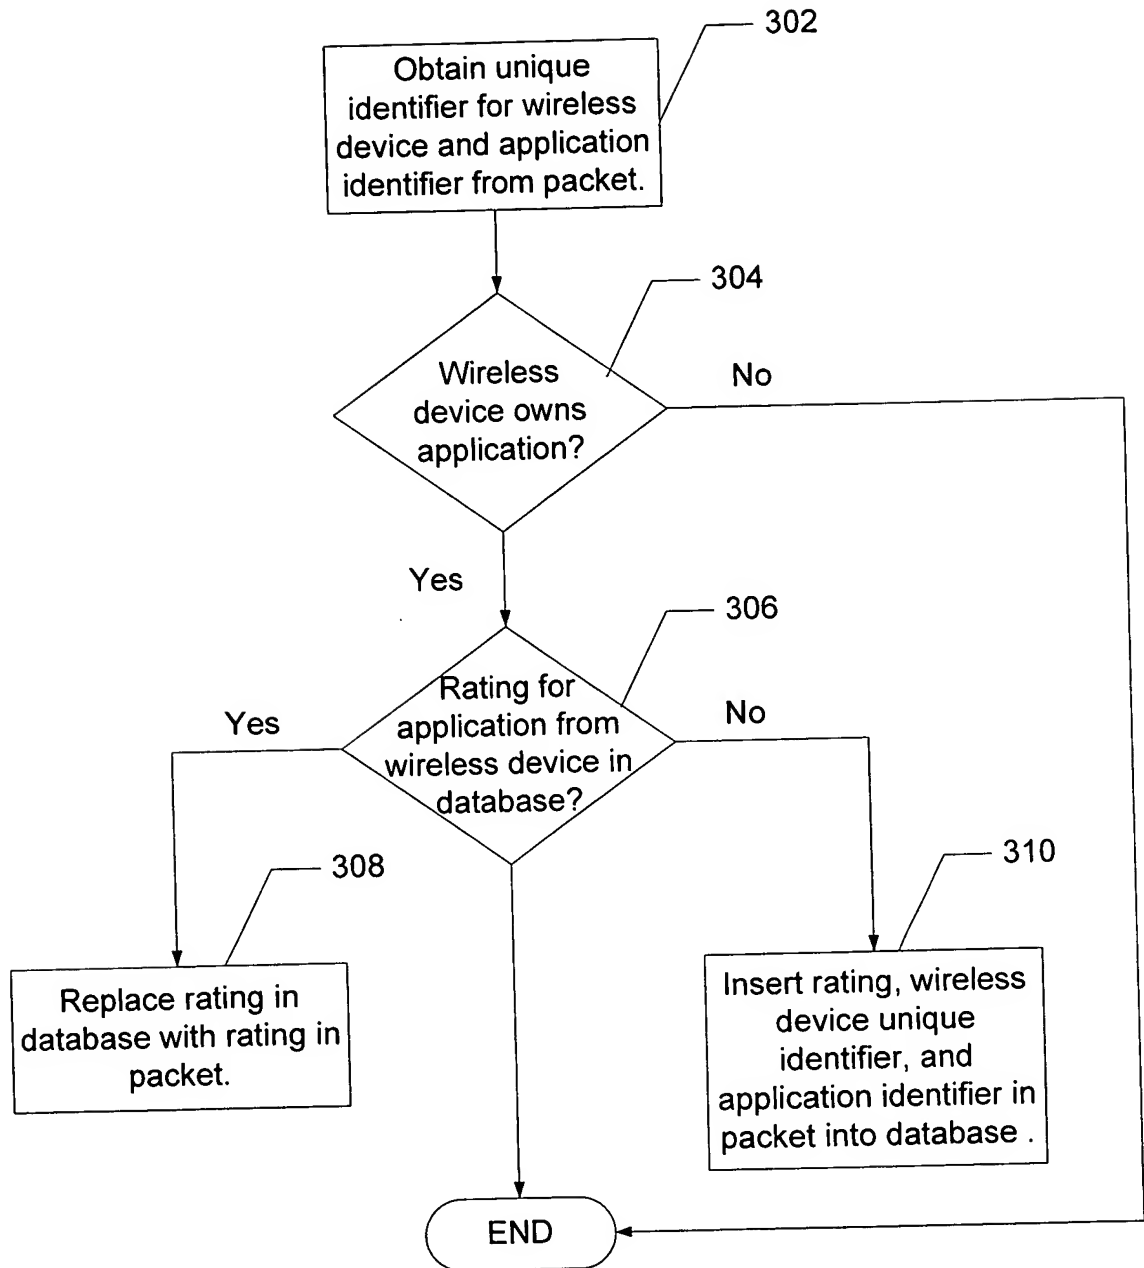 302
Obtain unique
identifier for wireless
device and application
identifier from packet.
304
Wireless
device owns
application?
No
Yes
306
Rating for
application from
wireless device in
database?
Yes
No
308
Replace rating in
database with rating in
packet.
310
Insert rating, wireless
device unique
identifier, and
application identifier in
packet into database .
END